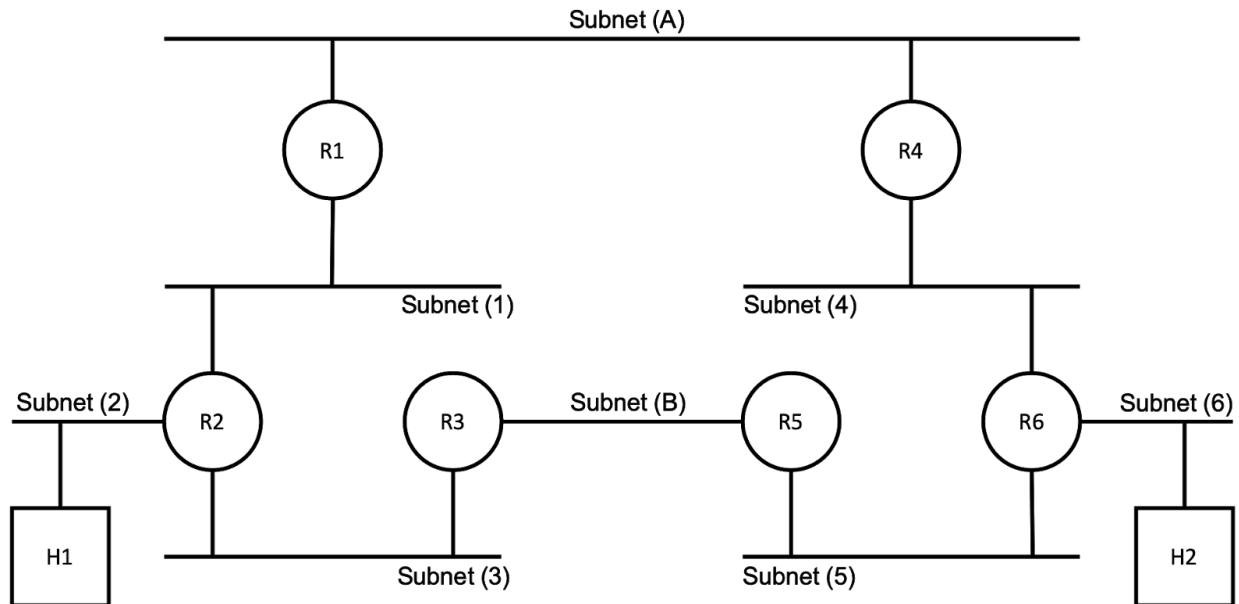 Subnet (A)
R1
R4
Subnet (1)
Subnet (4)
Subnet (2)
R2
R3
Subnet (B)
R5
R6
Subnet (6)
H1
Subnet (3)
Subnet (5)
H2